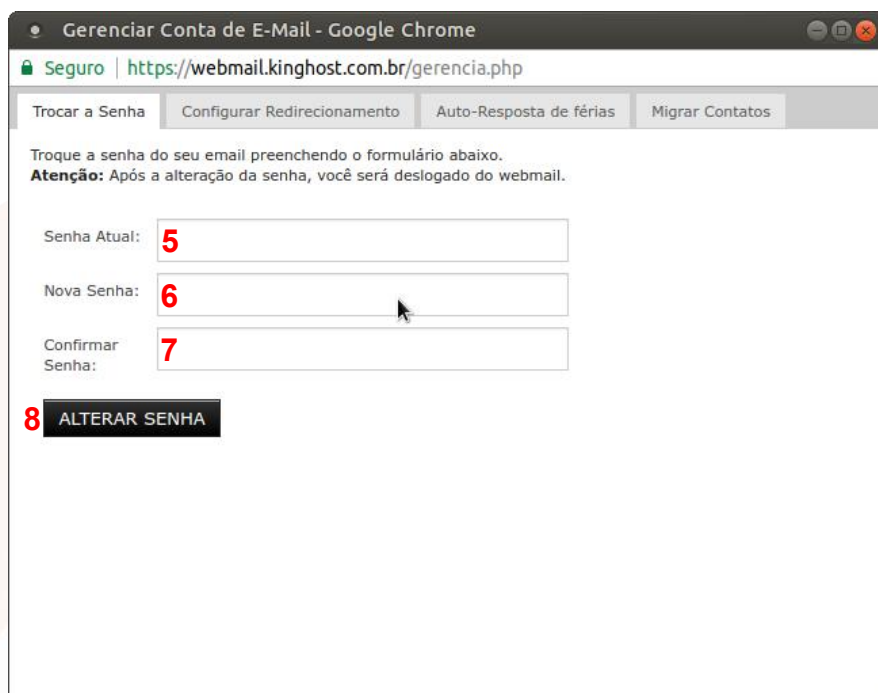 Gerenciar Conta de E-Mail - Google Chrome
Seguro | https://webmail.kinghost.com.br/gerencia.php
Trocar a Senha Configurar Redirecionamento Auto-Resposta de férias Migrar Contatos
Troque a senha do seu email preenchendo o formulário abaixo.
Atenção: Após a alteração da senha, você será deslogado do webmail.
Senha Atual: 5
Nova Senha: 6
Confirmar
Senha: 7
8 ALTERAR SENHA